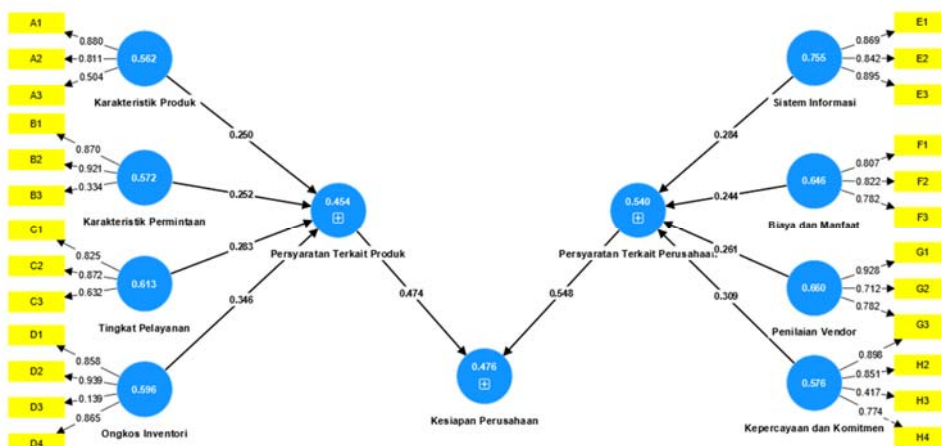 A1
0.880
A2
0.811
0.504
A3
0.562
Karakteristik Produk
0.250
B1
0.870
B2
0.921
0.334
B3
0.572
Karakteristik Permintaan
0.252
C1
0.825
C2
0.872
0.632
C3
0.613
Tingkat Pelayanan
0.283
D1
0.858
D2
0.939
D3
0.139
0.865
D4
0.596
Ongkos Inventori
0.346
0.454
Persyaratan Terkait Produk
0.474
0.476
Kesiapan Perusahaan
0.548
0.540
Persyaratan Terkait Perusahaan
E1
0.869
E2
0.842
0.895
E3
0.755
Sistem Informasi
0.284
F1
0.807
F2
0.822
0.782
F3
0.646
Biaya dan Manfaat
0.244
G1
0.928
G2
0.712
0.782
G3
0.660
Penilaian Vendor
0.261
0.898
H2
0.851
H3
0.417
0.774
H4
0.576
Kepercayaan dan Komitmen
0.309